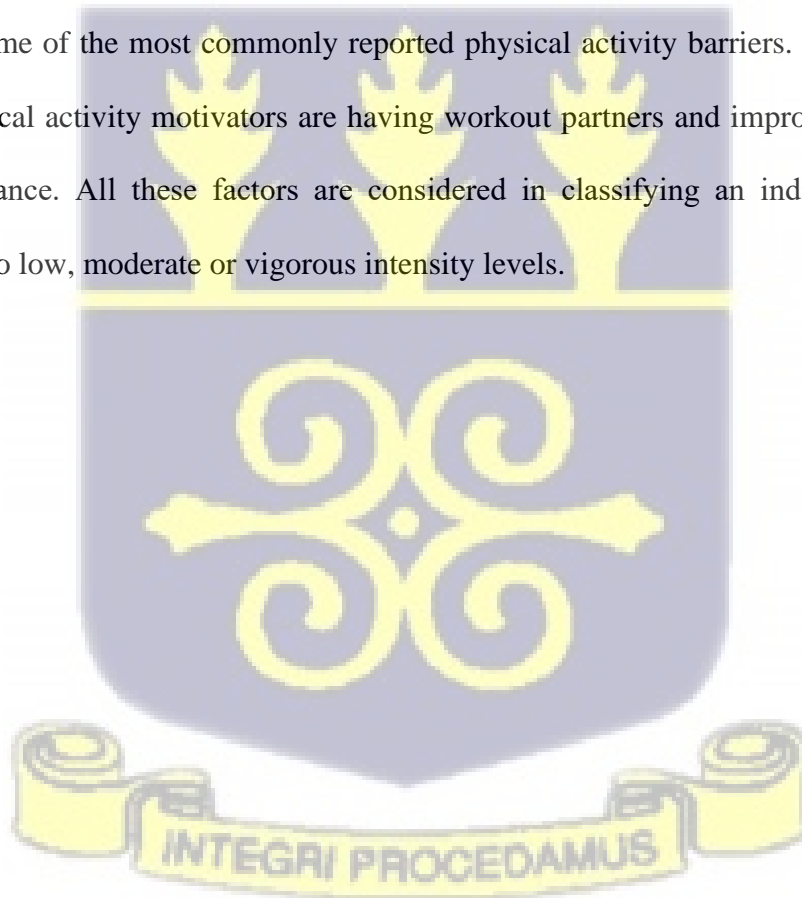 me of the most commonly reported physical activity barriers.
cal activity motivators are having workout partners and impro
ance. All these factors are considered in classifying an ind
o low, moderate or vigorous intensity levels.
INTEGRI PROCEDAMUS